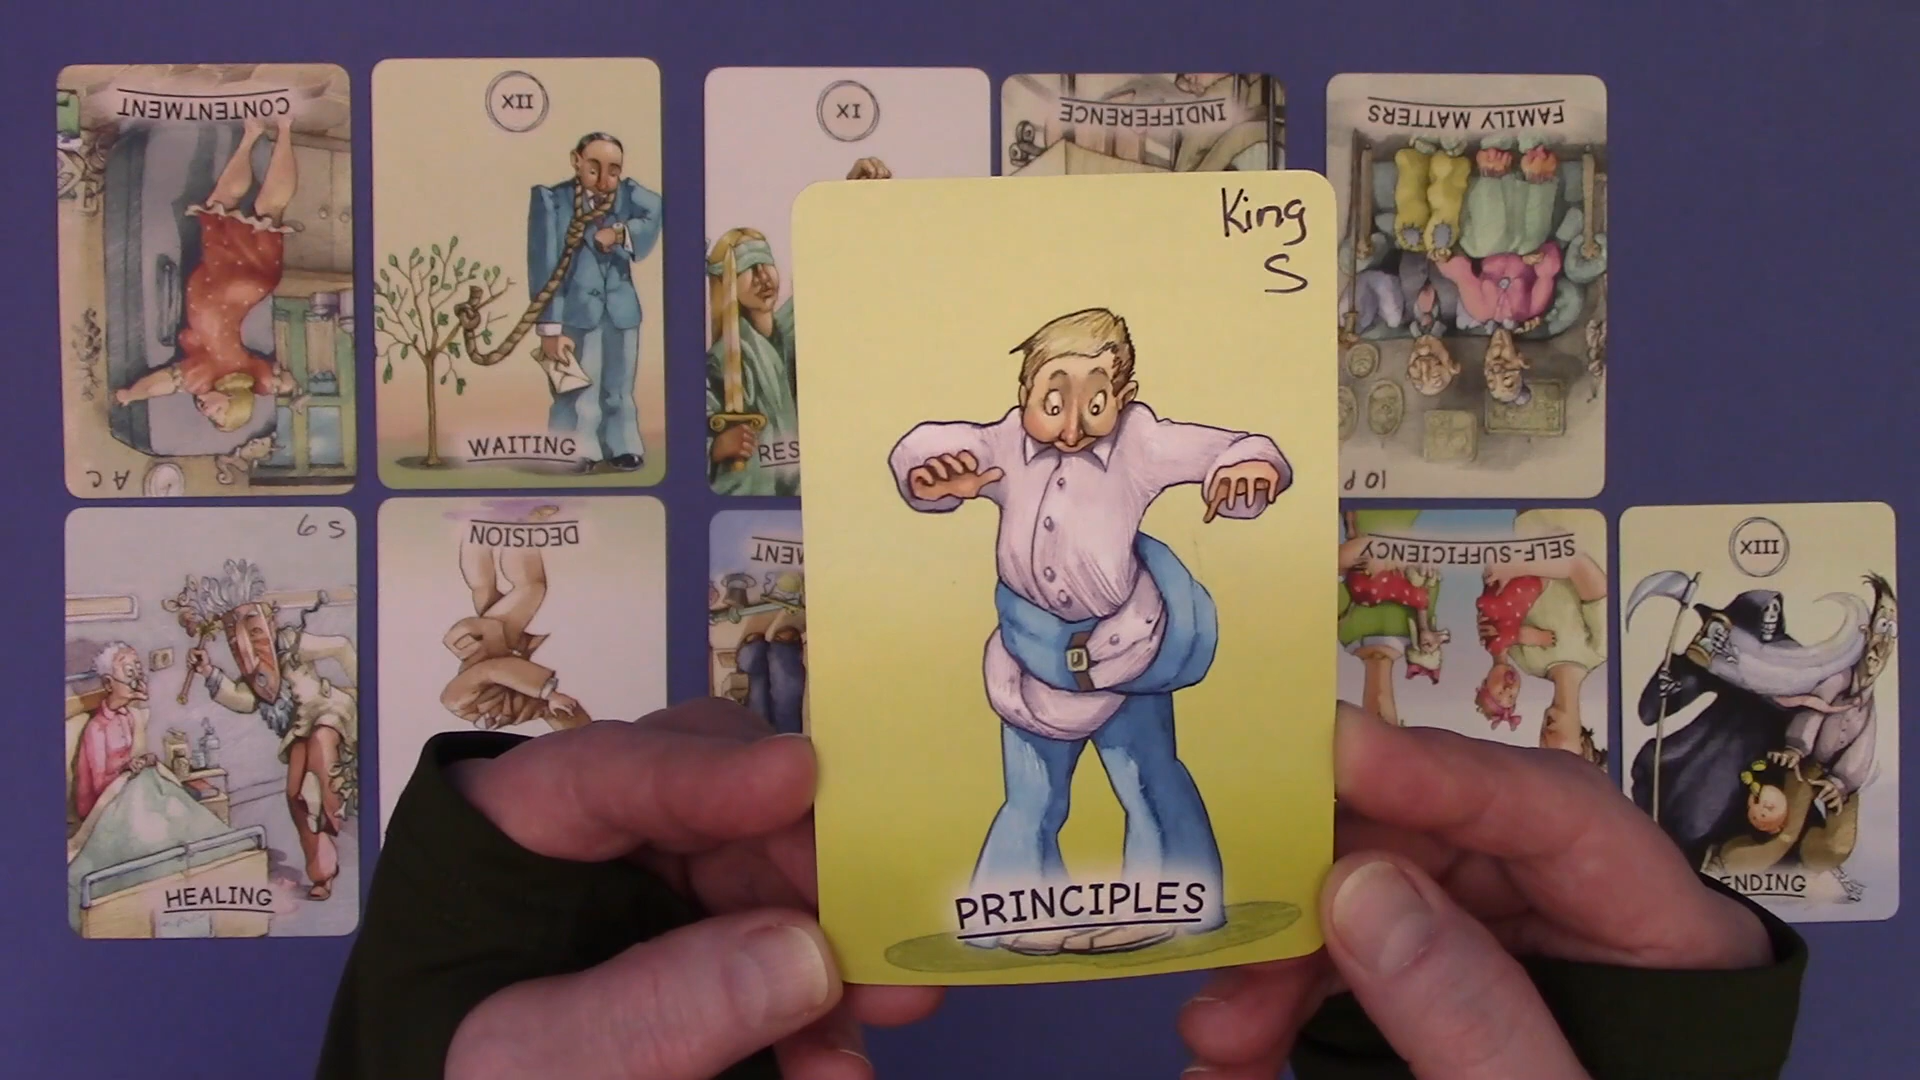 CONTENTMENT
A C
XII
WAITING
XI
RES
INDIFFERENCE
FAMILY MATTERS
10 P
King
S
PRINCIPLES
6 S
HEALING
DECISION
MENT
SELF-SUFFICIENCY
XIII
ENDING